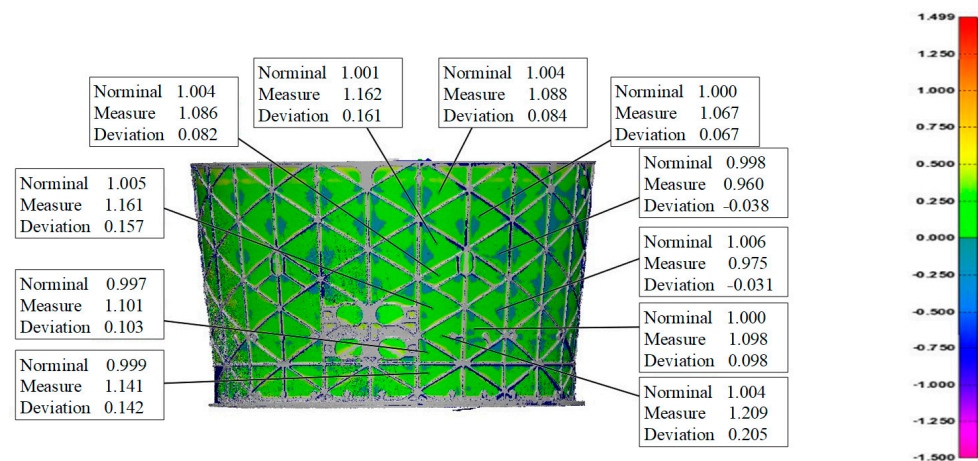 Norminal 1.004
Measure 1.086
Deviation 0.082
Norminal 1.001
Measure 1.162
Deviation 0.161
Norminal 1.004
Measure 1.088
Deviation 0.084
Norminal 1.000
Measure 1.067
Deviation 0.067
Norminal 0.998
Measure 0.960
Deviation -0.038
Norminal 1.005
Measure 1.161
Deviation 0.157
Norminal 1.006
Measure 0.975
Deviation -0.031
Norminal 0.997
Measure 1.101
Deviation 0.103
Norminal 1.000
Measure 1.098
Deviation 0.098
Norminal 0.999
Measure 1.141
Deviation 0.142
Norminal 1.004
Measure 1.209
Deviation 0.205
1.499
1.250
1.000
0.750
0.500
0.250
0.000
-0.250
-0.500
-0.750
-1.000
-1.250
-1.500